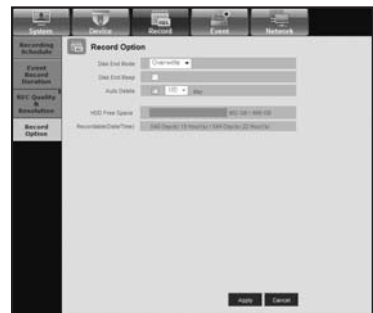 System Device Record Event Network
Recording
Schedule
Event
Record
Duration
REC Quality
&
Resolution
Record
Option
Record Option
Disk End Mode Overwrite
Disk End Beep
Auto Delete 180 day
HDD Free Space
Recordable(Date/Time)
Apply Cancel